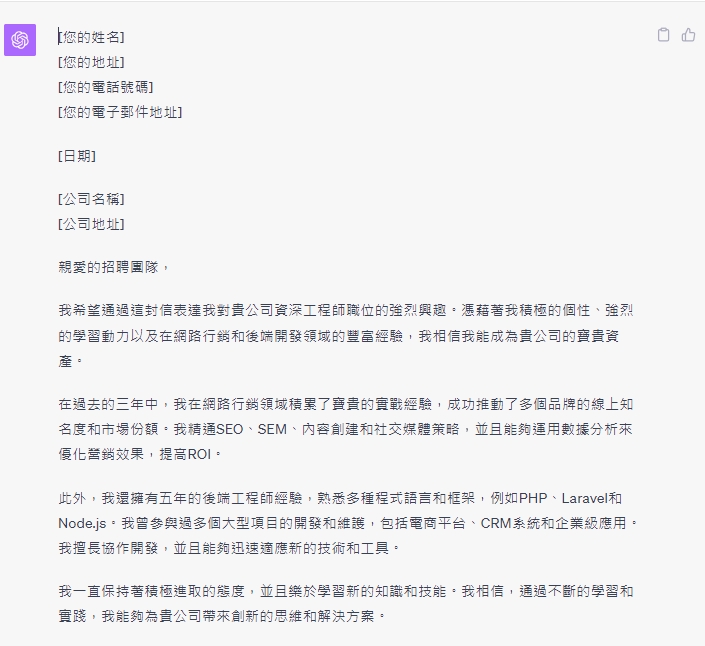 [您的姓名]
[您的地址]
[您的電話號碼]
[您的電子郵件地址]
[日期]
[公司名稱]
[公司地址]
親愛的招聘團隊，
我希望通過這封信表達我對貴公司資深工程師職位的強烈興趣。憑藉著我積極的個性、強烈
的學習動力以及在網路行銷和後端開發領域的豐富經驗，我相信我能成為貴公司的寶貴資
產。
在過去的三年中，我在網路行銷領域積累了寶貴的實戰經驗，成功推動了多個品牌的線上知
名度和市場份額。我精通SEO、SEM、內容創建和社交媒體策略，並且能夠運用數據分析來
優化營銷效果，提高ROI。
此外，我還擁有五年的後端工程師經驗，熟悉多種程式語言和框架，例如PHP、Laravel和
Node.js。我曾參與過多個大型項目的開發和維護，包括電商平台、CRM系統和企業級應用。
我擅長協作開發，並且能夠迅速適應新的技術和工具。
我一直保持著積極進取的態度，並且樂於學習新的知識和技能。我相信，通過不斷的學習和
實踐，我能夠為貴公司帶來創新的思維和解決方案。